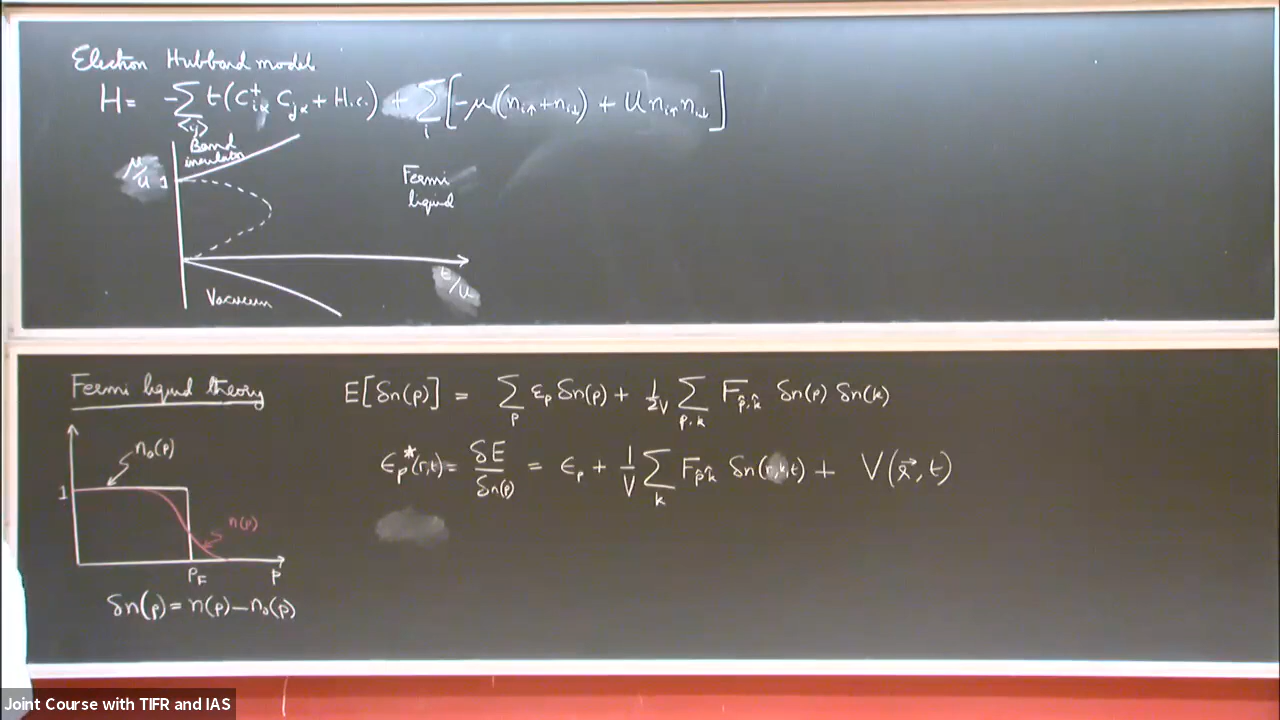 Electron Hubbard model
H = -∑_{<ij>} t(C_{iα}^+ C_{jα} + H.c.) + ∑_i [-μ(n_{i↑}+n_{i↓}) + U n_{i↑} n_{i↓}]
Band
insulator
μ/U
1
Fermi
liquid
t/U
Vacuum
Fermi liquid theory
E[δn(p)] = ∑_p ε_p δn(p) + 1/2V ∑_{p,k} F_{p̂,k̂} δn(p) δn(k)
n_0(p)
ε_p^*(r,t) = δE/δn(p) = ε_p + 1/V ∑_k F_{p̂k̂} δn(r,k,t) + V(r⃗,t)
1
n(p)
P_F
P
δn(p) = n(p) - n_0(p)
Joint Course with TIFR and IAS